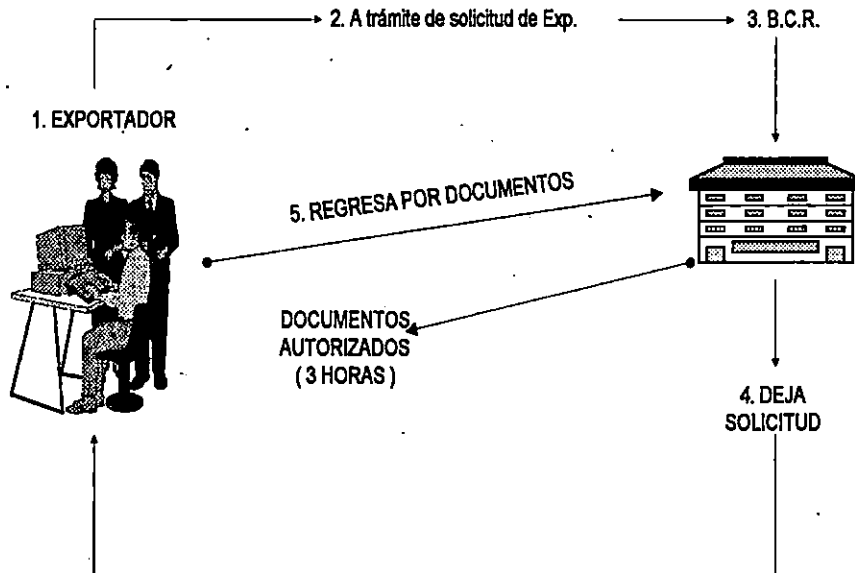 2. A trámite de solicitud de Exp.
3. B.C.R.
1. EXPORTADOR
5. REGRESA POR DOCUMENTOS
DOCUMENTOS
AUTORIZADOS
( 3 HORAS )
4. DEJA
SOLICITUD